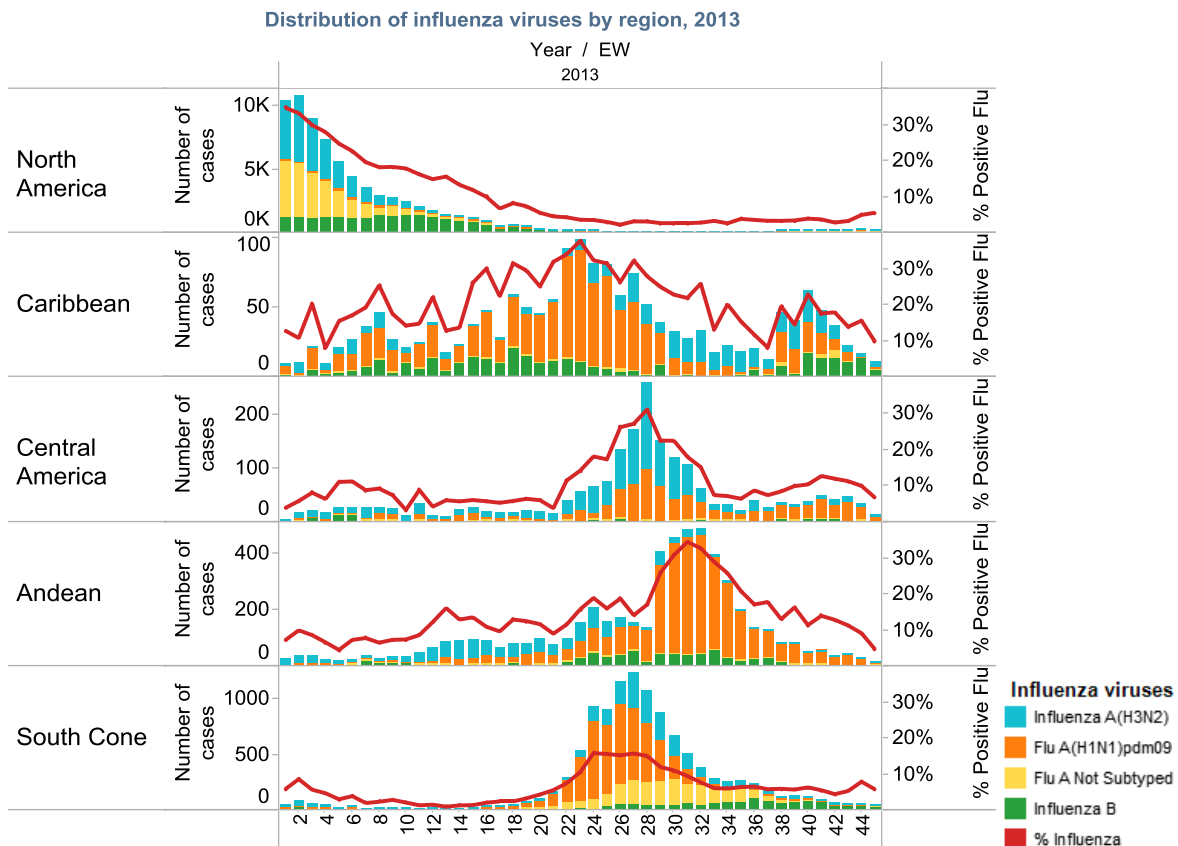 Distribution of influenza viruses by region, 2013
Year / EW
2013
North
America
Number of
cases
10K
5K
0K
30%
20%
10%
% Positive Flu
Caribbean
Number of
cases
100
50
0
30%
20%
10%
% Positive Flu
Central
America
Number of
cases
200
100
0
30%
20%
10%
% Positive Flu
Andean
Number of
cases
400
200
0
30%
20%
10%
% Positive Flu
South Cone
Number of
cases
1000
500
0
30%
20%
10%
% Positive Flu
2 4 6 8 10 12 14 16 18 20 22 24 26 28 30 32 34 36 38 40 42 44
Influenza viruses
Influenza A(H3N2)
Flu A(H1N1)pdm09
Flu A Not Subtyped
Influenza B
% Influenza